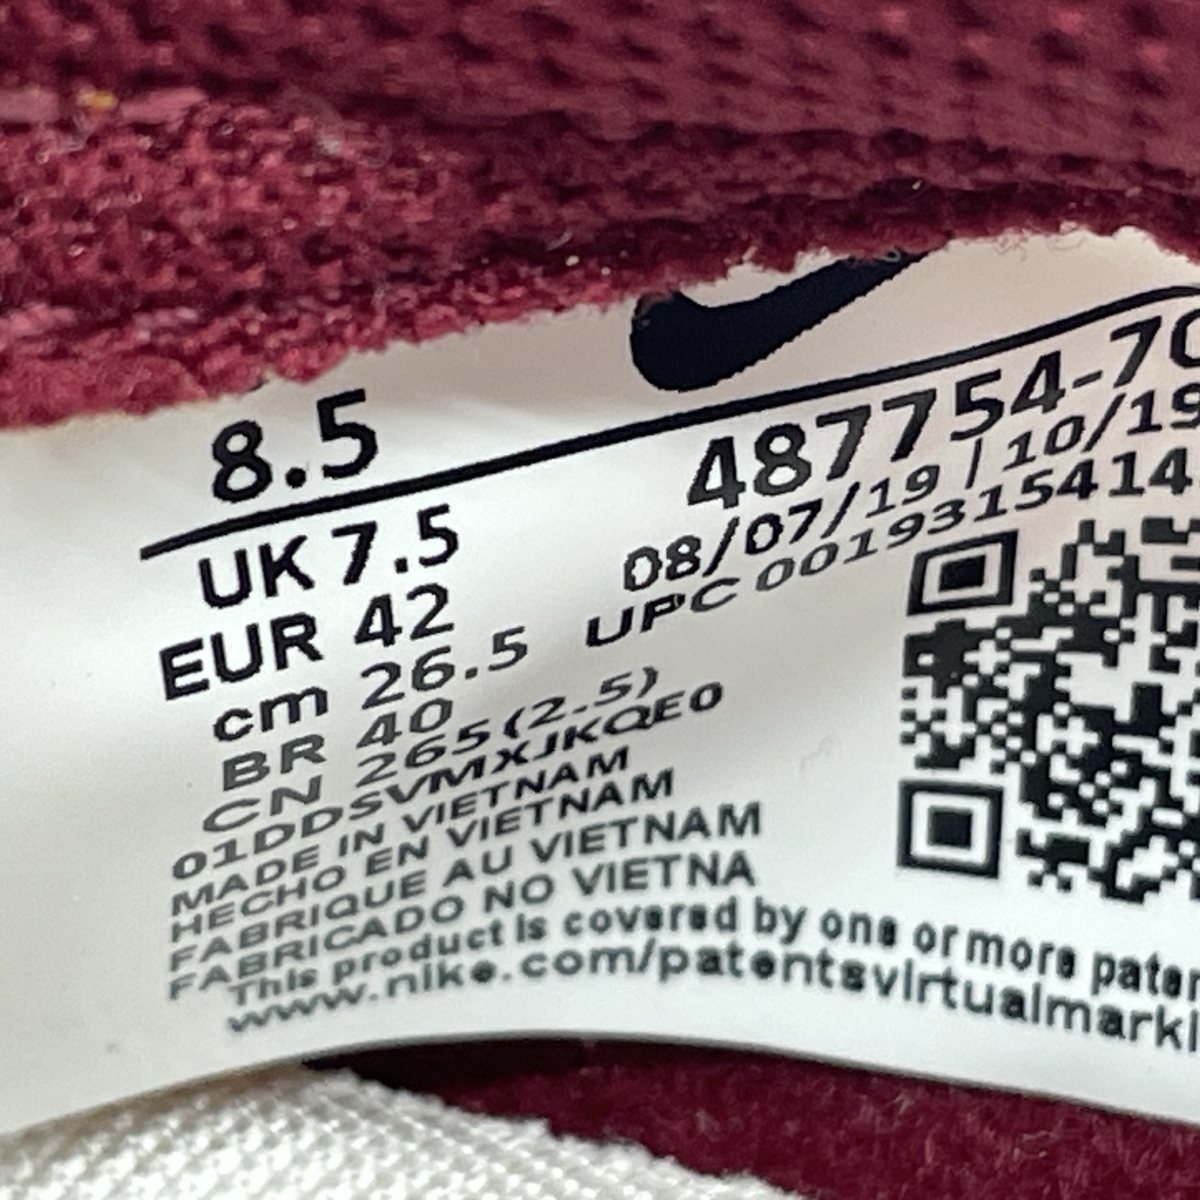 8.5
487754-70
UK 7.5
08/07/19 | 10/19
EUR 42
UPC 0019315414
cm 26.5
BR 40
CN 265(2.5)
01DDSVMXJKQE0
MADE IN VIETNAM
HECHO EN VIETNAM
FABRIQUE AU VIETNAM
FABRICADO NO VIETNA
This product is covered by one or more paten
www.nike.com/patentsvirtualmarki